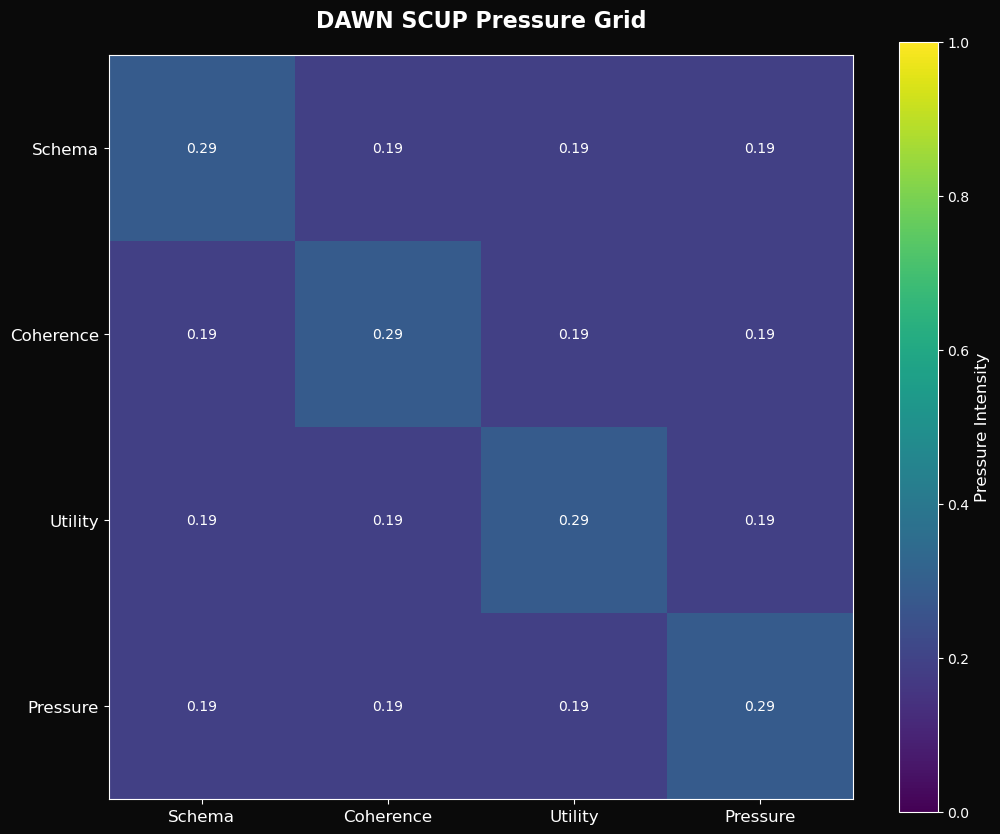 DAWN SCUP Pressure Grid
Schema 0.29 0.19 0.19 0.19
Coherence 0.19 0.29 0.19 0.19
Utility 0.19 0.19 0.29 0.19
Pressure 0.19 0.19 0.19 0.29
Schema Coherence Utility Pressure
1.0
0.8
0.6
0.4
0.2
0.0
Pressure Intensity